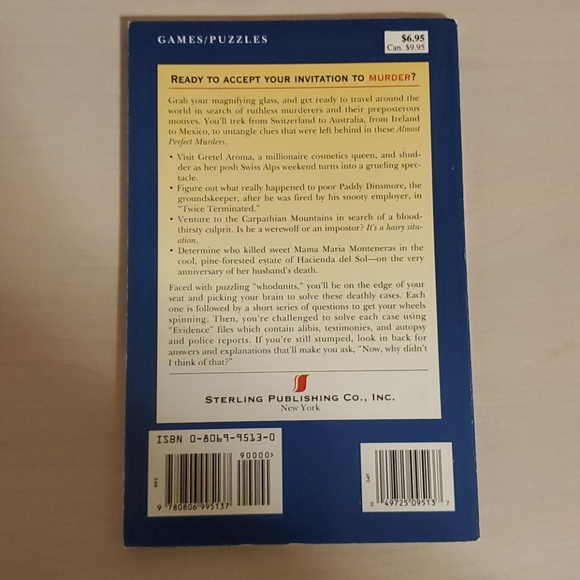 GAMES/PUZZLES
$6.95
Can. $9.95
READY TO ACCEPT YOUR INVITATION TO MURDER?
Grab your magnifying glass, and get ready to travel around the
world in search of ruthless murderers and their preposterous
motives. You'll trek from Switzerland to Australia, from Ireland
to Mexico, to untangle clues that were left behind in these Almost
Perfect Murders.
• Visit Gretel Aroma, a millionaire cosmetics queen, and shud-
der as her posh Swiss Alps weekend turns into a grueling spec-
tacle.
• Figure out what really happened to poor Paddy Dinsmore, the
groundskeeper, after he was fired by his snooty employer, in
"Twice Terminated."
• Venture to the Carpathian Mountains in search of a blood-
thirsty culprit. Is he a werewolf or an impostor? It's a hairy situ-
ation.
• Determine who killed sweet Mama Maria Monteneras in the
cool, pine-forested estate of Hacienda del Sol—on the very
anniversary of her husband's death.
Faced with puzzling "whodunits," you'll be on the edge of your
seat and picking your brain to solve these deathly cases. Each
one is followed by a short series of questions to get your wheels
spinning. Then, you're challenged to solve each case using
"Evidence" files which contain alibis, testimonies, and autopsy
and police reports. If you're still stumped, look in back for
answers and explanations that'll make you ask, "Now, why didn't
I think of that?"
STERLING PUBLISHING CO., INC.
New York
ISBN 0-8069-9513-0
90000>
9 780806 995137
0 49725 09513 7